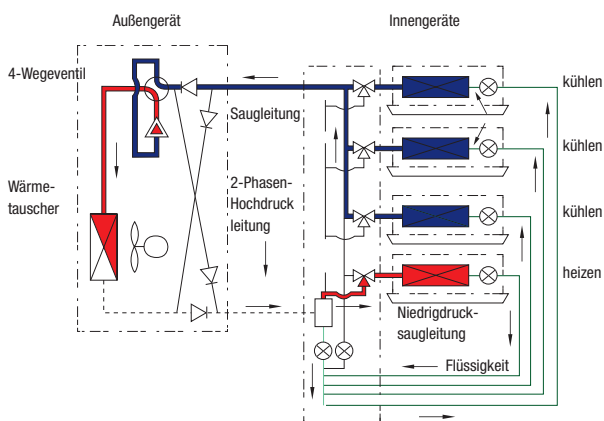 Außengerät
Innengeräte
4-Wegeventil
kühlen
Saugleitung
kühlen
Wärme-
tauscher
2-Phasen-
Hochdruck
leitung
kühlen
heizen
Niedrigdruck-
saugleitung
Flüssigkeit